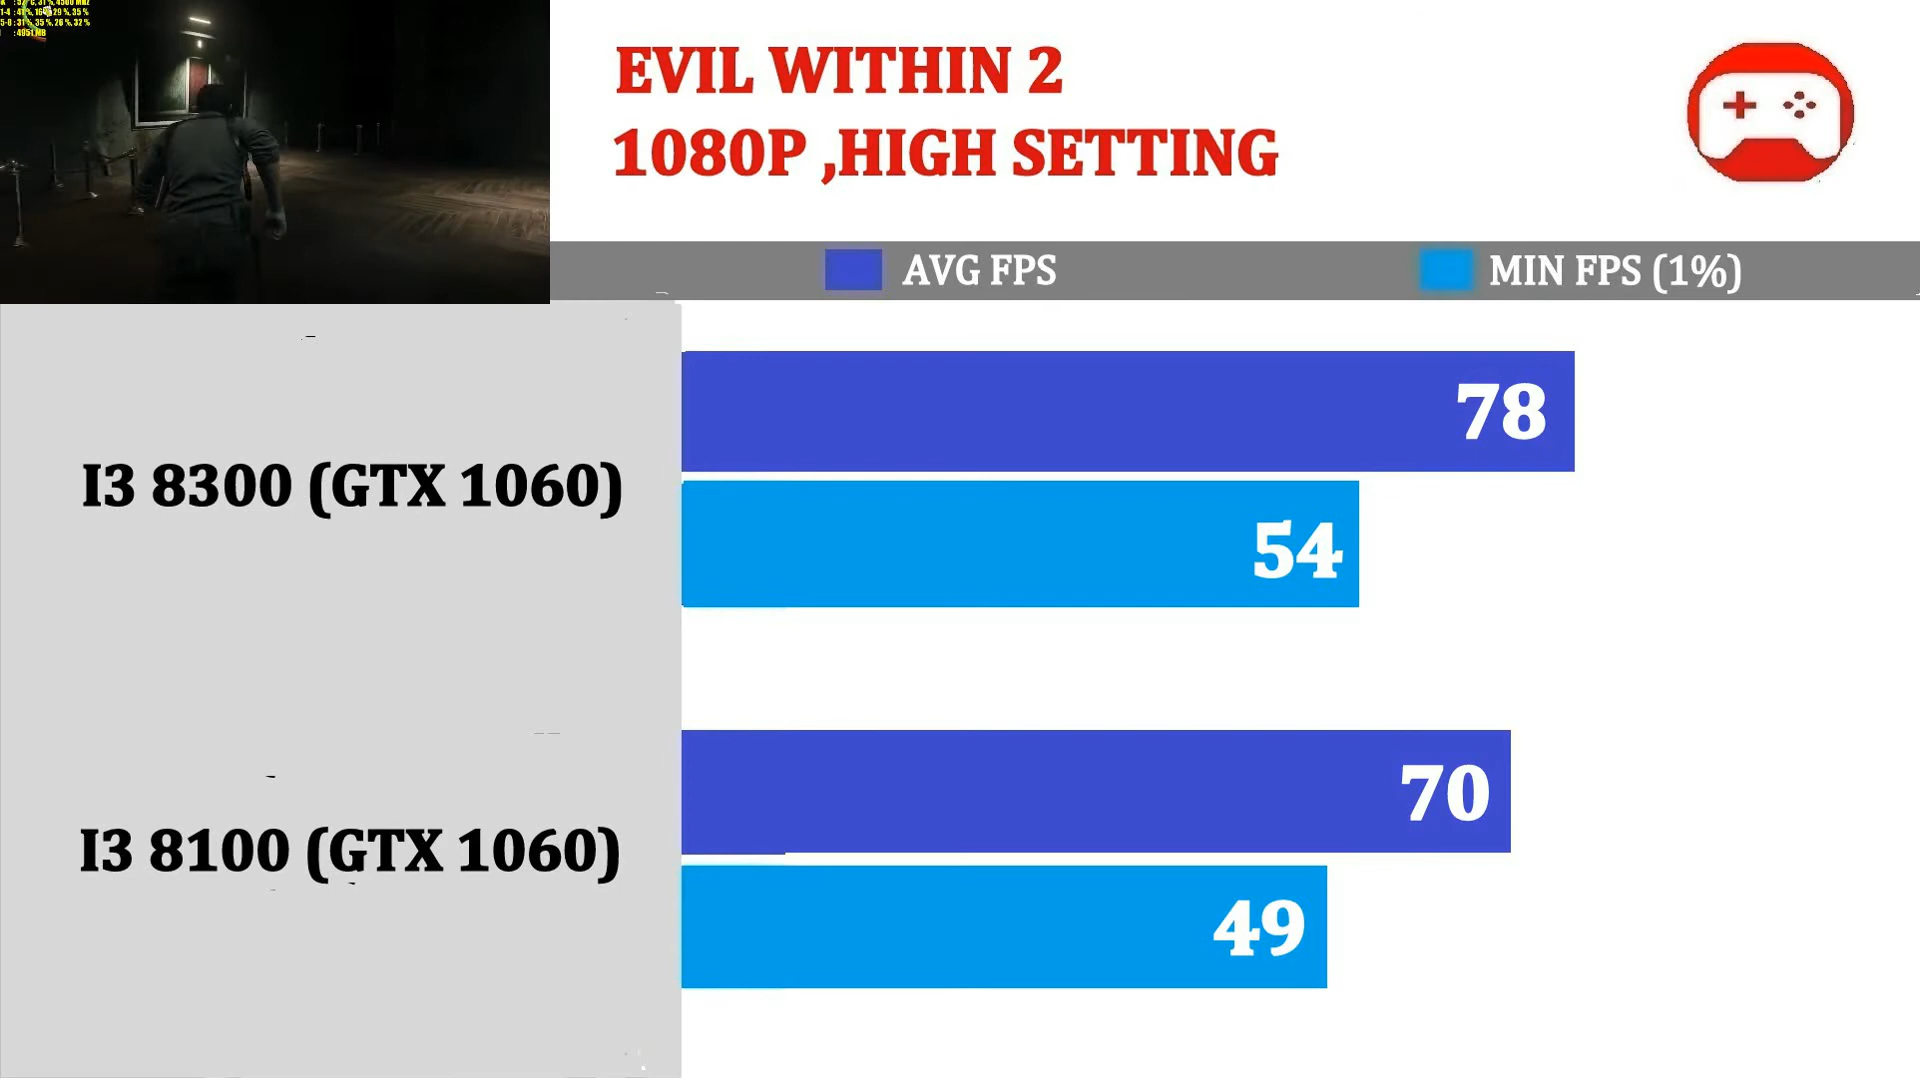 EVIL WITHIN 2
1080P ,HIGH SETTING
AVG FPS
MIN FPS (1%)
I3 8300 (GTX 1060)
78
54
I3 8100 (GTX 1060)
70
49